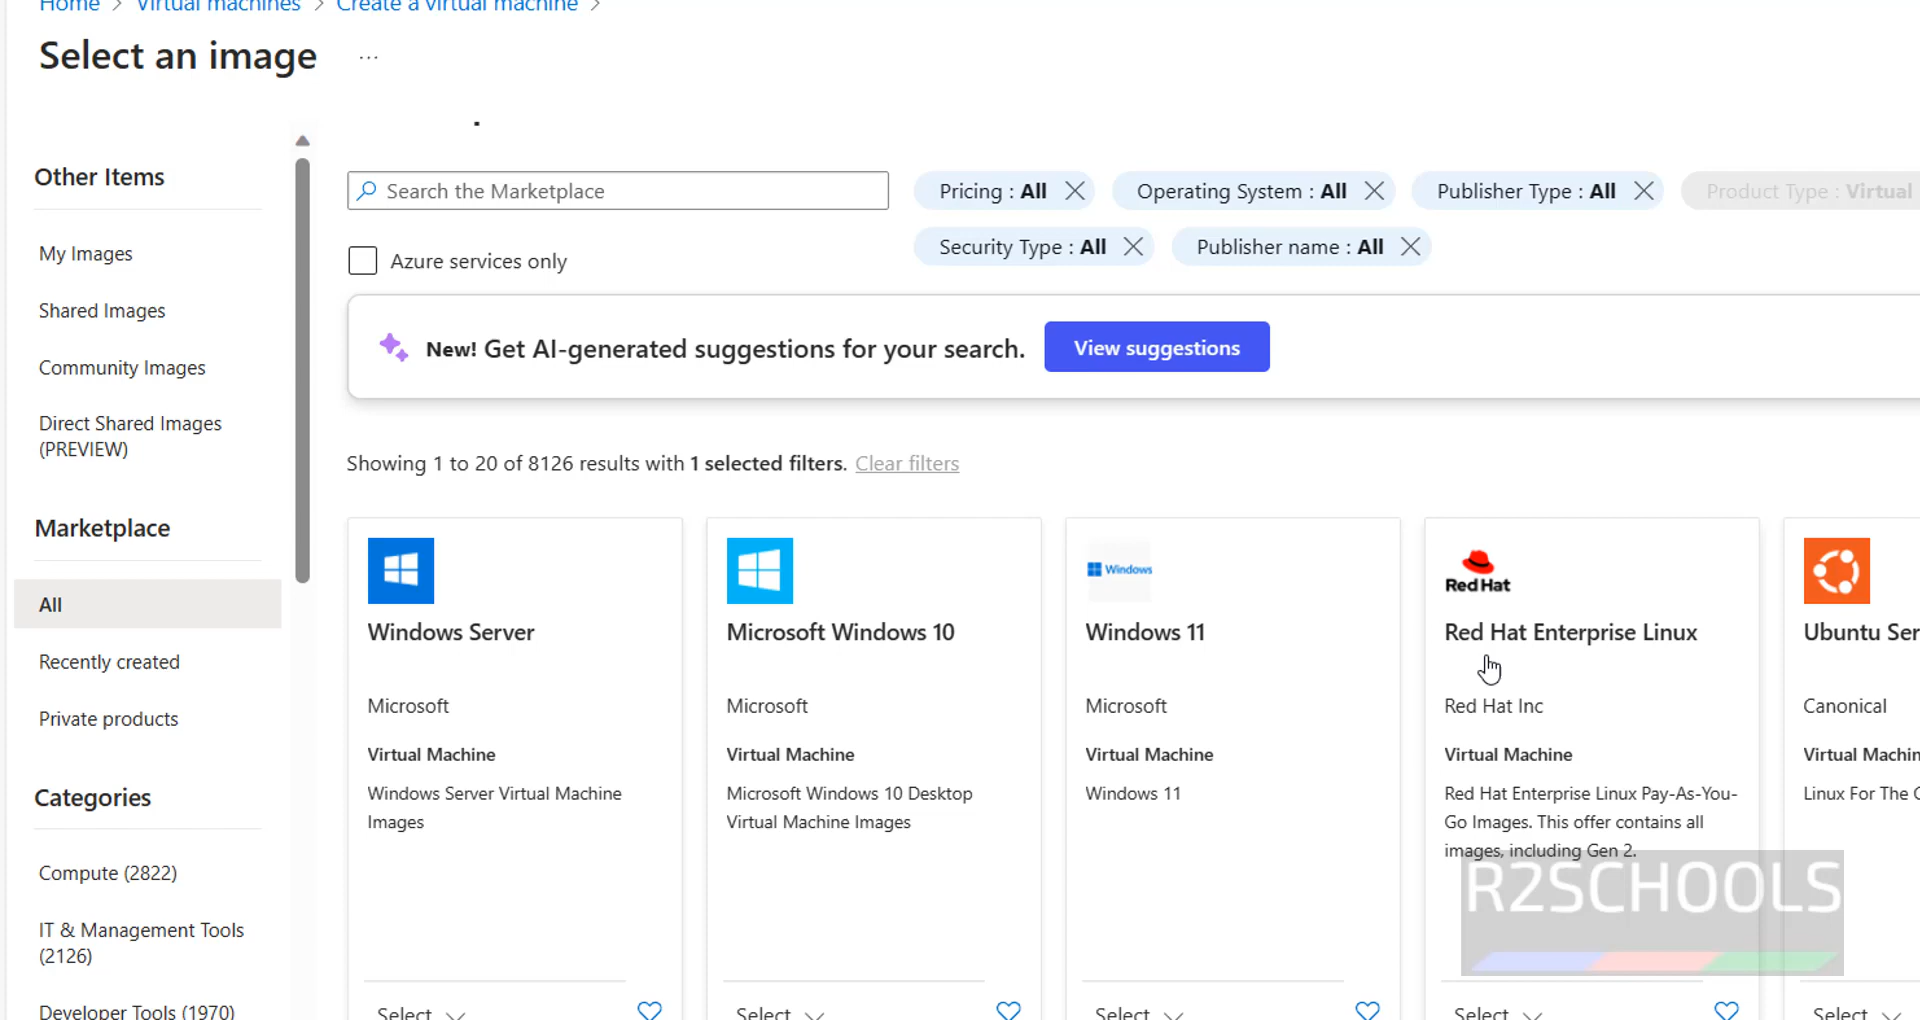 Home > Virtual machines > Create a virtual machine >
Select an image ...
Other Items
My Images
Shared Images
Community Images
Direct Shared Images
(PREVIEW)
Marketplace
All
Recently created
Private products
Categories
Compute (2822)
IT & Management Tools
(2126)
Developer Tools (1970)
Search the Marketplace
Pricing : All
Operating System : All
Publisher Type : All
Product Type : Virtual
Azure services only
Security Type : All
Publisher name : All
New! Get AI-generated suggestions for your search.
View suggestions
Showing 1 to 20 of 8126 results with 1 selected filters. Clear filters
Windows Server
Microsoft
Virtual Machine
Windows Server Virtual Machine
Images
Select
Microsoft Windows 10
Microsoft
Virtual Machine
Microsoft Windows 10 Desktop
Virtual Machine Images
Select
Windows
Windows 11
Microsoft
Virtual Machine
Windows 11
Select
Red Hat
Red Hat Enterprise Linux
Red Hat Inc
Virtual Machine
Red Hat Enterprise Linux Pay-As-You-
Go Images. This offer contains all
images, including Gen 2.
Select
Ubuntu Ser
Canonical
Virtual Machin
Linux For The C
Select
R2SCHOOLS